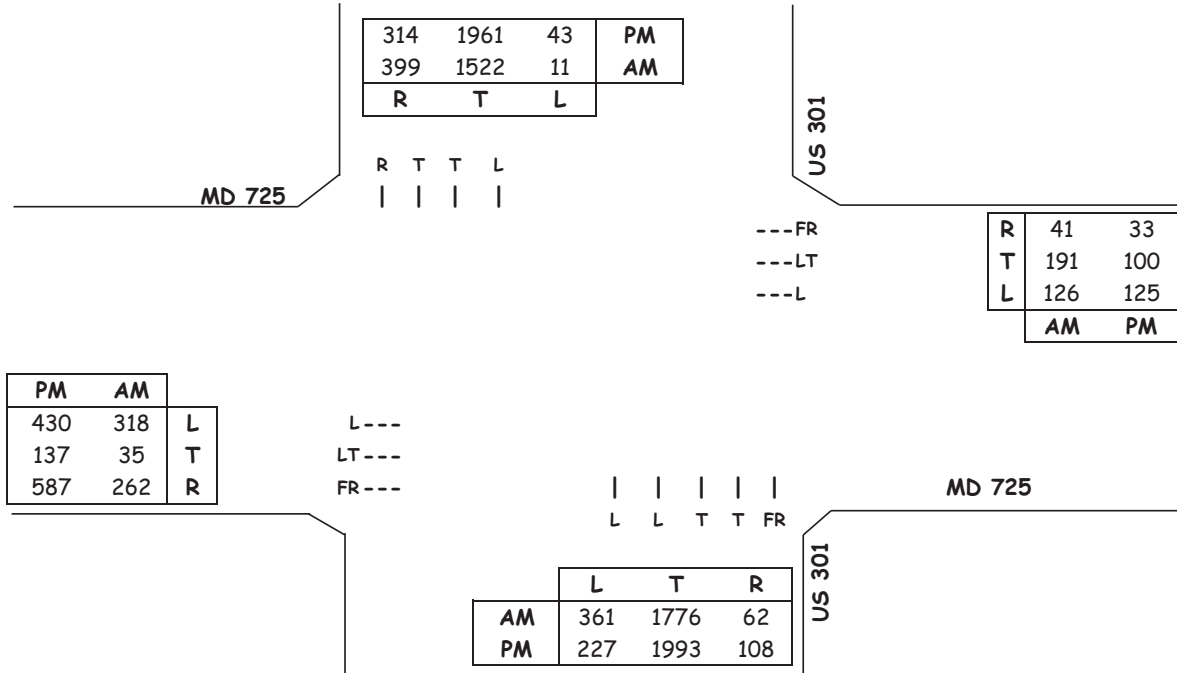 314 1961 43 PM
399 1522 11 AM
R T L
US 301
R T T L
MD 725
---FR
---LT
---L
R 41 33
T 191 100
L 126 125
AM PM
PM AM
430 318 L
137 35 T
587 262 R
L---
LT---
FR---
MD 725
L L T T FR
US 301
L T R
AM 361 1776 62
PM 227 1993 108